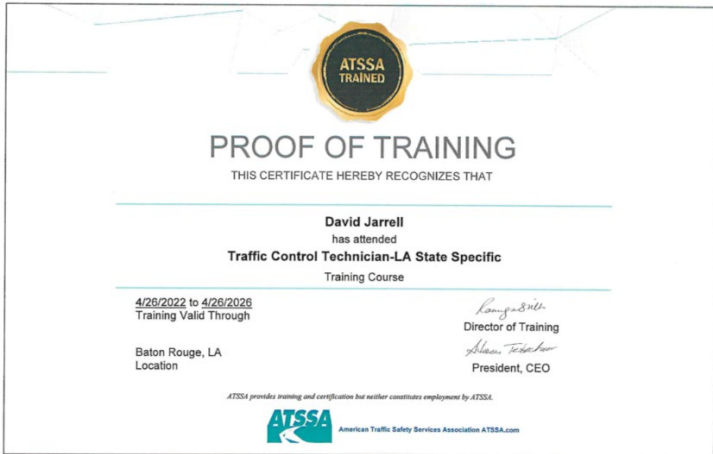 ATSSA
TRAINED
PROOF OF TRAINING
THIS CERTIFICATE HEREBY RECOGNIZES THAT
David Jarrell
has attended
Traffic Control Technician-LA State Specific
Training Course
4/26/2022 to 4/26/2026
Training Valid Through
Director of Training
Baton Rouge, LA
Location
President, CEO
ATSSA provides training and certification but neither constitutes employment by ATSSA.
ATSSA
American Traffic Safety Services Association ATSSA.com